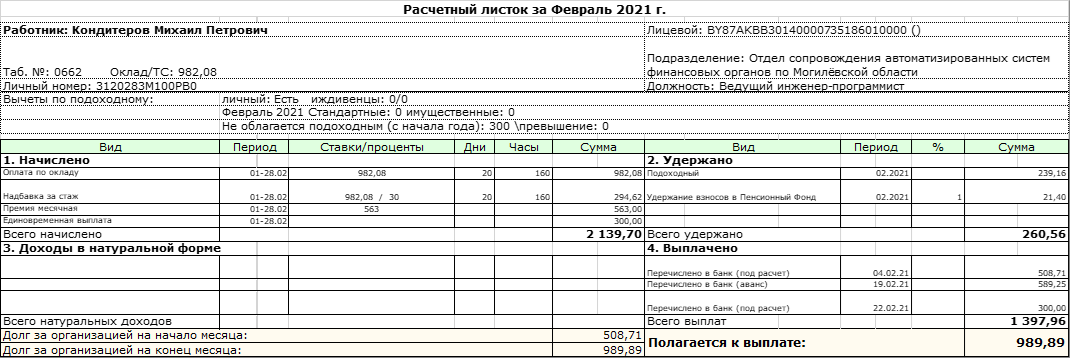 Расчетный листок за Февраль 2021 г.
Работник: Кондитеров Михаил Петрович
Лицевой: BY87AKBB30140000735186010000 ()
Таб. №: 0662 Оклад/ТС: 982,08
Подразделение: Отдел сопровождения автоматизированных систем
финансовых органов по Могилёвской области
Личный номер: 3120283M100PB0
Должность: Ведущий инженер-программист
Вычеты по подоходному: личный: Есть иждивенцы: 0/0
Февраль 2021 Стандартные: 0 имущественные: 0
Не облагается подоходным (с начала года): 300 \превышение: 0
Вид Период Ставки/проценты Дни Часы Сумма Вид Период % Сумма
1. Начислено 2. Удержано
Оплата по окладу 01-28.02 982,08 20 160 982,08 Подоходный 02.2021 239,16
Надбавка за стаж 01-28.02 982,08 / 30 20 160 294,62 Удержание взносов в Пенсионный Фонд 02.2021 1 21,40
Премия месячная 01-28.02 563 563,00
Единовременная выплата 01-28.02 300,00
Всего начислено 2 139,70 Всего удержано 260,56
3. Доходы в натуральной форме 4. Выплачено
Перечислено в банк (под расчет) 04.02.21 508,71
Перечислено в банк (аванс) 19.02.21 589,25
Перечислено в банк (под расчет) 22.02.21 300,00
Всего натуральных доходов Всего выплат 1 397,96
Долг за организацией на начало месяца: 508,71
Долг за организацией на конец месяца: 989,89
Полагается к выплате: 989,89